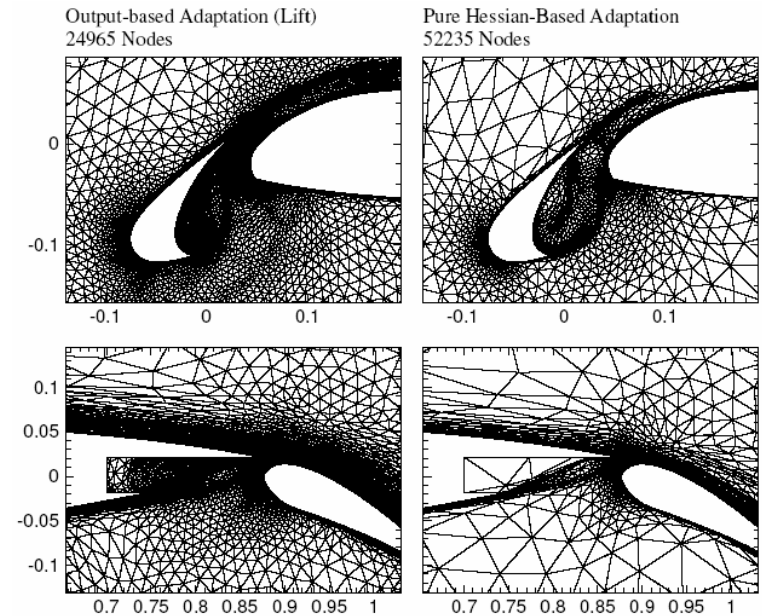 Output-based Adaptation (Lift)
24965 Nodes
Pure Hessian-Based Adaptation
52235 Nodes
0
-0.1
-0.1 0 0.1
-0.1 0 0.1
0.1
0.05
0
-0.05
-0.1
0.7 0.75 0.8 0.85 0.9 0.95 1
0.7 0.75 0.8 0.85 0.9 0.95 1